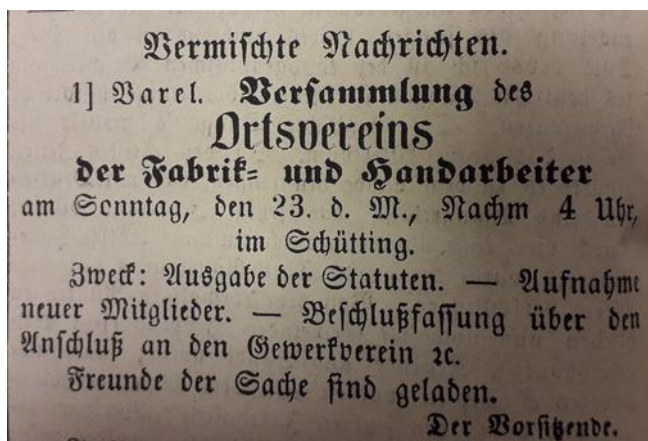 Vermischte Nachrichten.
1] Varel. Versammlung des
Ortsvereins
der Fabrik= und Handarbeiter
am Sonntag, den 23. d. M., Nachm 4 Uhr,
im Schütting.
Zweck: Ausgabe der Statuten. — Aufnahme
neuer Mitglieder. — Beschlußfassung über den
Anschluß an den Gewerkverein ꝛc.
Freunde der Sache sind geladen.
Der Vorsitzende.